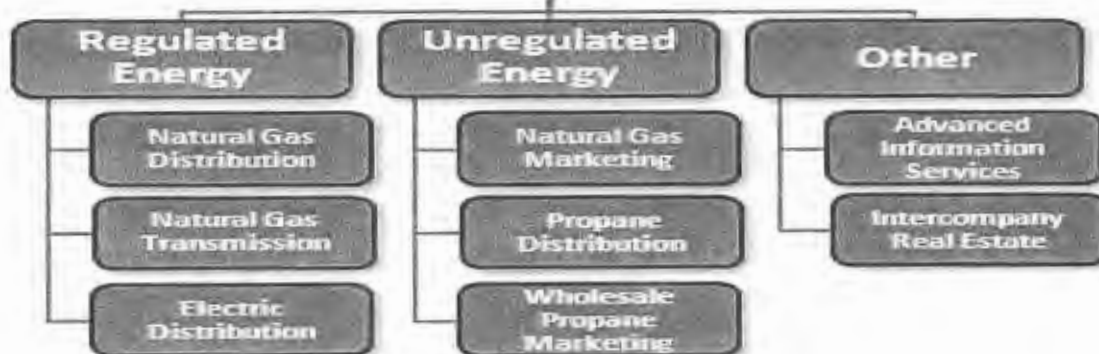 Regulated
Energy
Natural Gas
Distribution
Natural Gas
Transmission
Electric
Distribution
Unregulated
Energy
Natural Gas
Marketing
Propane
Distribution
Wholesale
Propane
Marketing
Other
Advanced
Information
Services
Intercompany
Real Estate